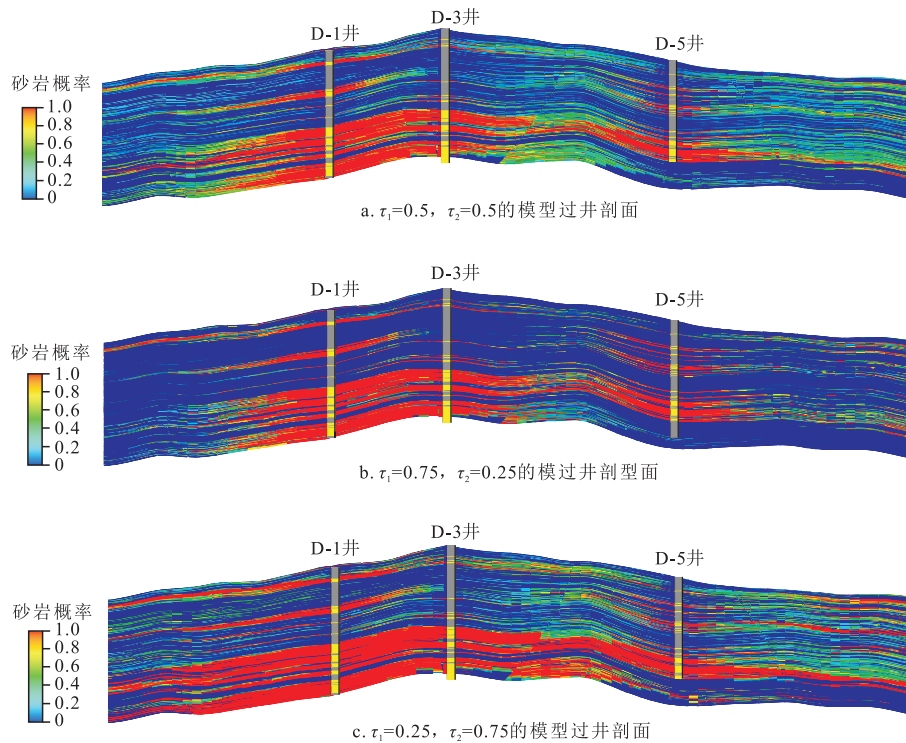 D-3井
D-1井
D-5井
砂岩概率
1.0
0.8
0.6
0.4
0.2
0
a. τ₁=0.5，τ₂=0.5的模型过井剖面
D-3井
D-1井
D-5井
砂岩概率
1.0
0.8
0.6
0.4
0.2
0
b. τ₁=0.75，τ₂=0.25的模过井剖型面
D-3井
D-1井
D-5井
砂岩概率
1.0
0.8
0.6
0.4
0.2
0
c. τ₁=0.25，τ₂=0.75的模型过井剖面